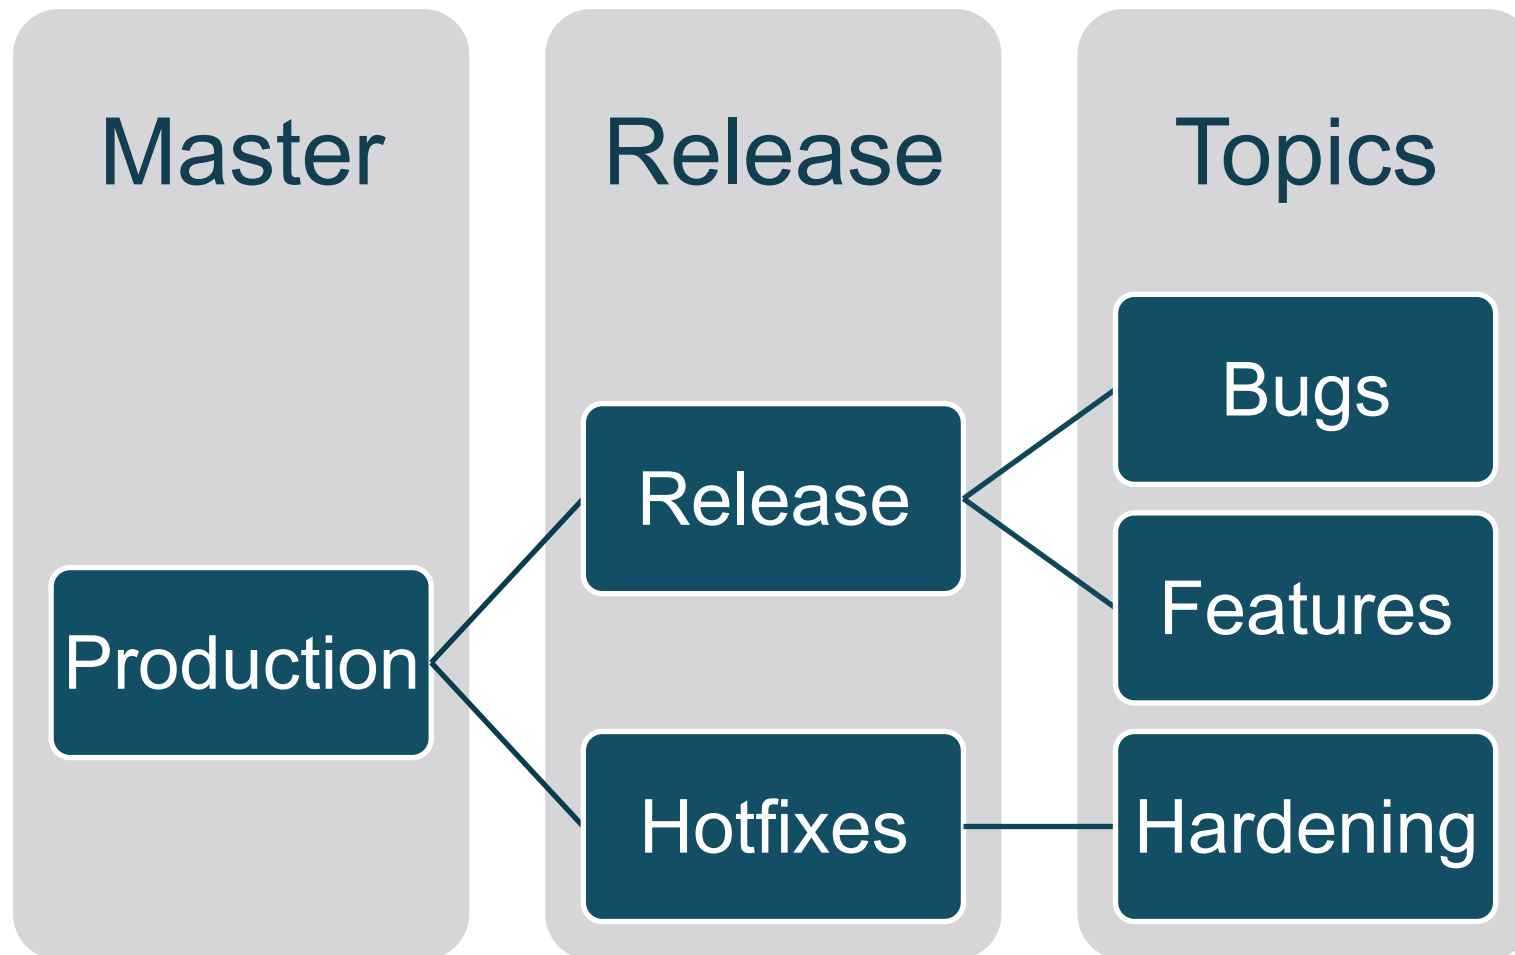 Master
Release
Topics
Production
Release
Hotfixes
Bugs
Features
Hardening